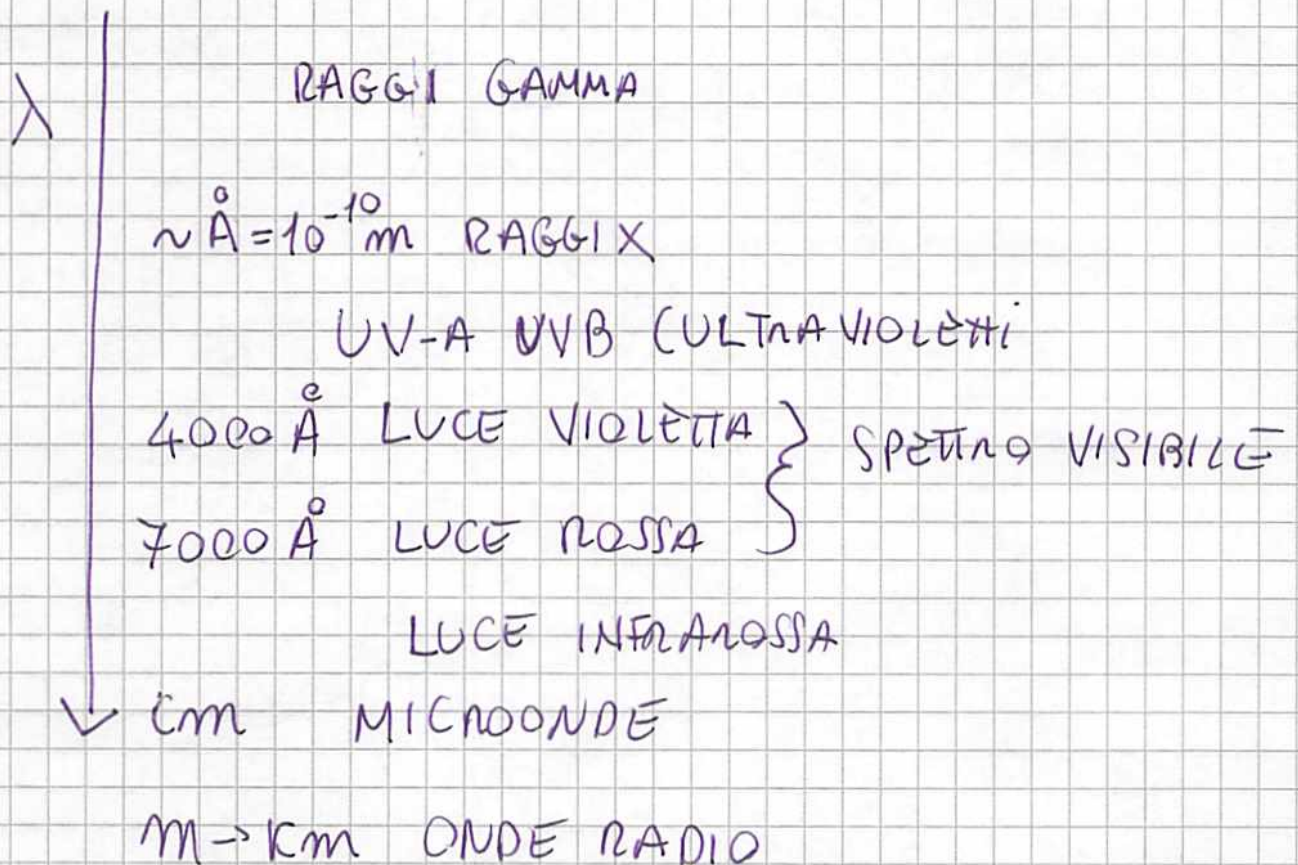 λ
RAGGI GAMMA
~Å=10⁻¹⁰m RAGGI X
UV-A UVB (ULTRAVIOLETTI
4000 Å LUCE VIOLETTA } SPETTRO VISIBILE
7000 Å LUCE ROSSA
LUCE INFRAROSSA
cm MICROONDE
m→Km ONDE RADIO